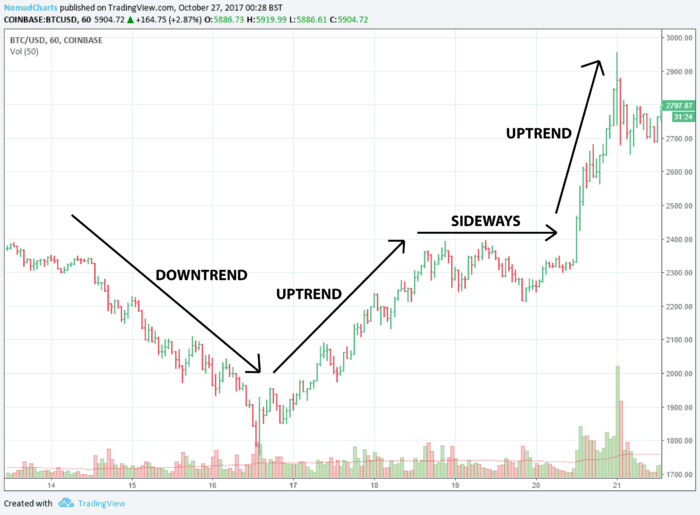 NomadCharts published on TradingView.com, October 27, 2017 00:28 BST
COINBASE:BTCUSD, 60 5904.72 ▲ +164.75 (+2.87%) O:5886.73 H:5919.99 L:5886.61 C:5904.72
BTC/USD, 60, COINBASE
Vol (50)
3000.00
2900.00
2797.87
31:24
2700.00
2600.00
2500.00
2400.00
2300.00
2200.00
2100.00
2000.00
1900.00
1800.00
1700.00
UPTREND
SIDEWAYS
DOWNTREND
UPTREND
14 15 16 17 18 19 20 21
Created with TradingView